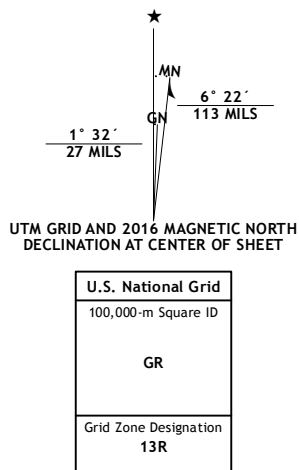 MN
GN
6° 22´
113 MILS
1° 32´
27 MILS
UTM GRID AND 2016 MAGNETIC NORTH
DECLINATION AT CENTER OF SHEET
U.S. National Grid
100,000-m Square ID
GR
Grid Zone Designation
13R